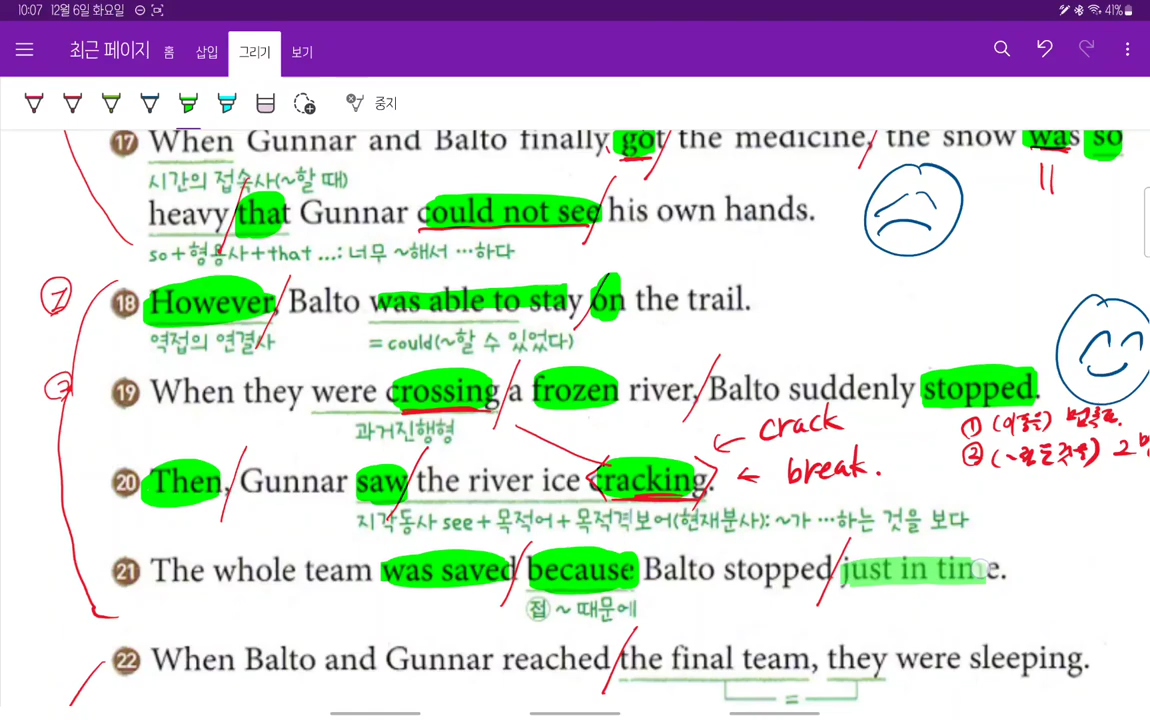 10:07 12월 6일 화요일 41%
최근 페이지 홈 삽입 그리기 보기
중지
17 When Gunnar and Balto finally got the medicine, the snow was so
시간의 접속사(~할 때)
heavy that Gunnar could not see his own hands.
so+형용사+that …: 너무 ~해서 …하다
① 18 However, Balto was able to stay on the trail.
역접의 연결사 = could(~할 수 있었다)
19 When they were crossing a frozen river, Balto suddenly stopped.
과거진행형
crack
break.
20 Then, Gunnar saw the river ice cracking.
지각동사 see+목적어+목적격보어(현재분사): ~가 …하는 것을 보다
21 The whole team was saved because Balto stopped just in time.
접 ~ 때문에
22 When Balto and Gunnar reached the final team, they were sleeping.
=